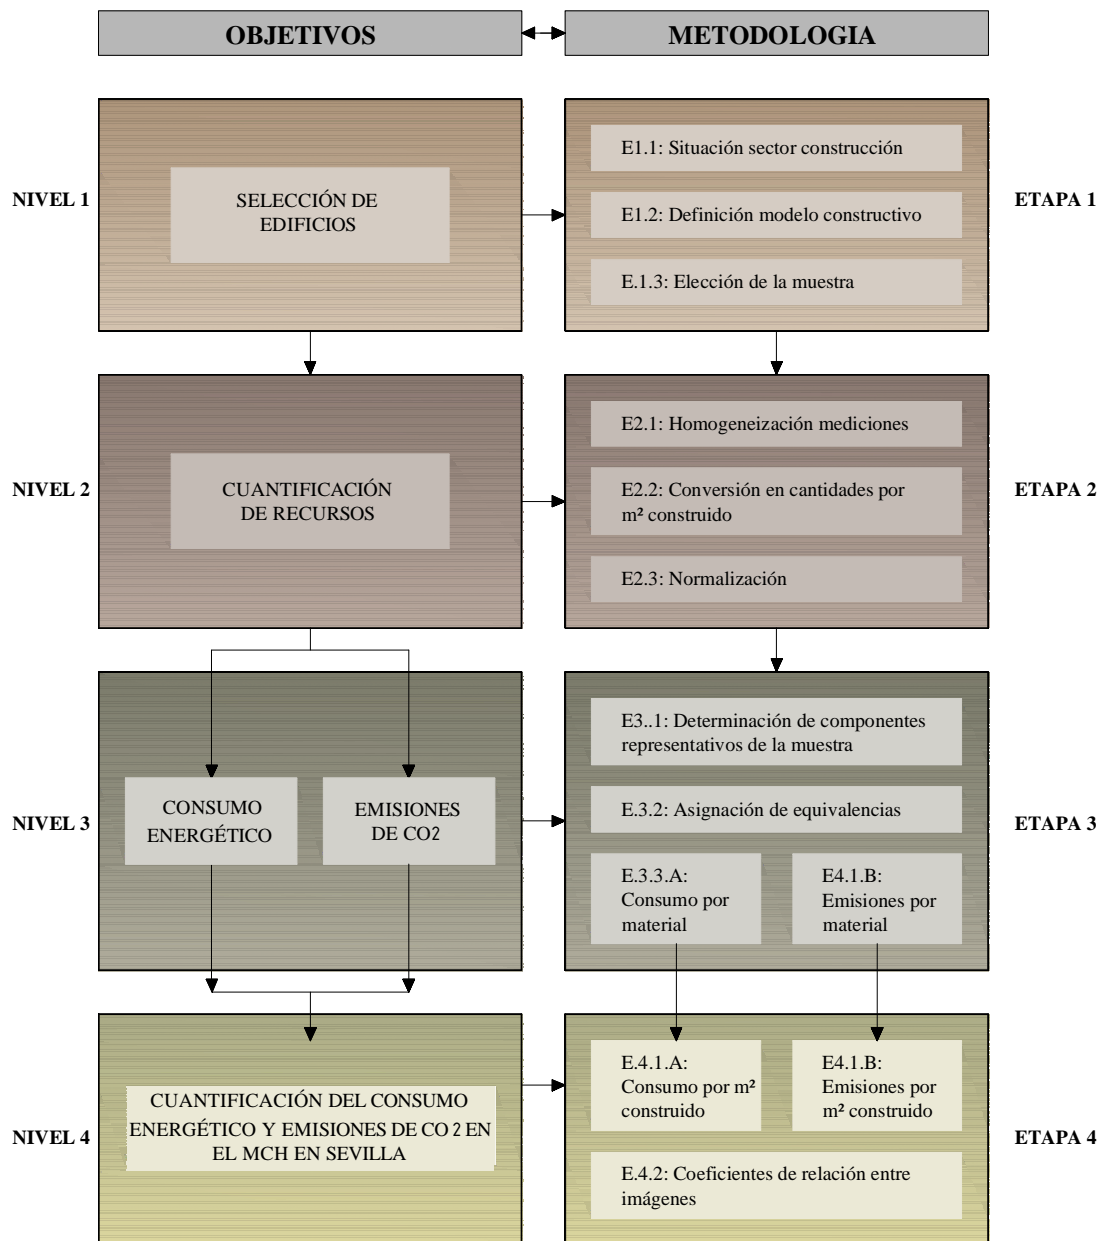 OBJETIVOS
METODOLOGIA
NIVEL 1
SELECCIÓN DE
EDIFICIOS
E1.1: Situación sector construcción
E1.2: Definición modelo constructivo
E.1.3: Elección de la muestra
ETAPA 1
NIVEL 2
CUANTIFICACIÓN
DE RECURSOS
E2.1: Homogeneización mediciones
E2.2: Conversión en cantidades por
m² construido
E2.3: Normalización
ETAPA 2
NIVEL 3
CONSUMO
ENERGÉTICO
EMISIONES
DE CO2
E3..1: Determinación de componentes
representativos de la muestra
E.3.2: Asignación de equivalencias
E.3.3.A:
Consumo por
material
E4.1.B:
Emisiones por
material
ETAPA 3
NIVEL 4
CUANTIFICACIÓN DEL CONSUMO
ENERGÉTICO Y EMISIONES DE CO 2 EN
EL MCH EN SEVILLA
E.4.1.A:
Consumo por m²
construido
E4.1.B:
Emisiones por
m² construido
E.4.2: Coeficientes de relación entre
imágenes
ETAPA 4